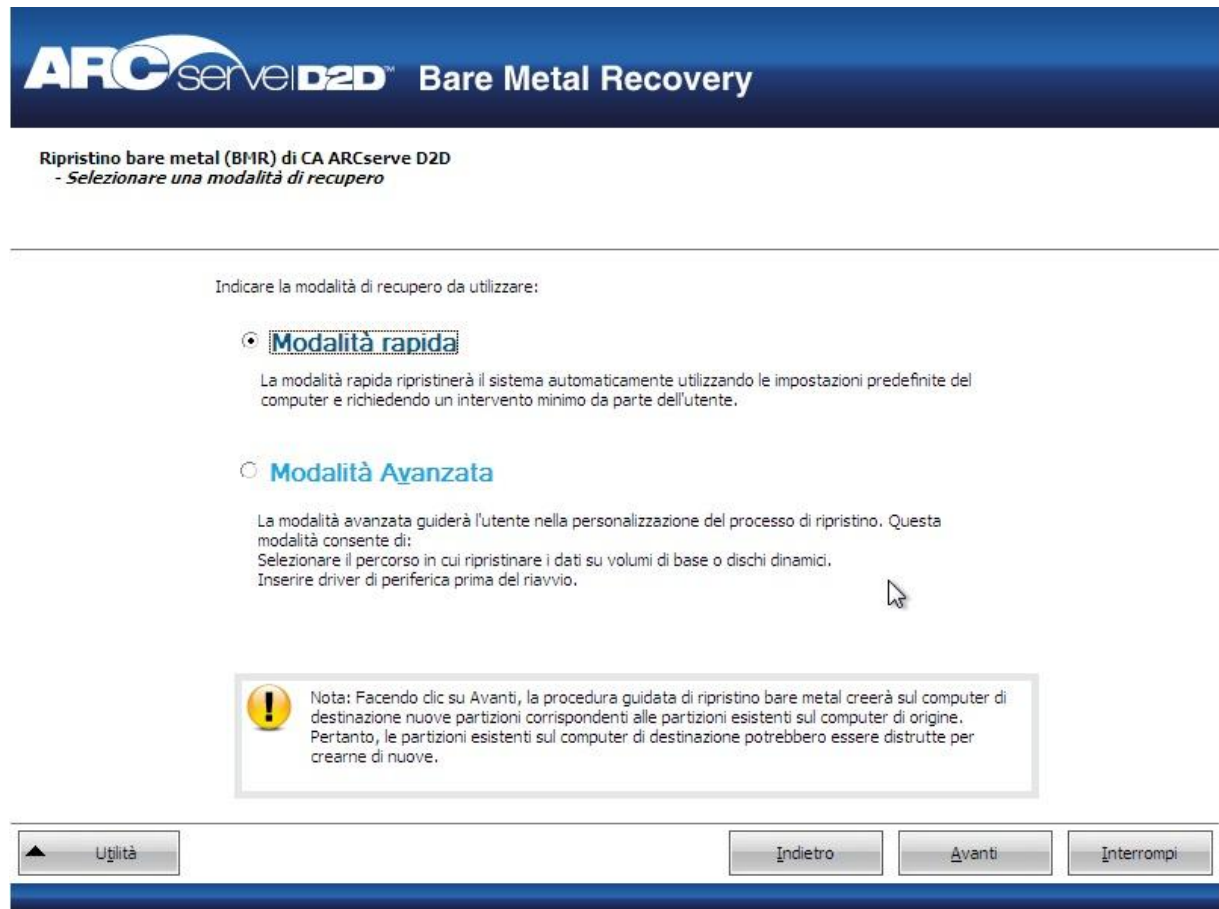 ARCserve D2D™ Bare Metal Recovery
Ripristino bare metal (BMR) di CA ARCserve D2D
- Selezionare una modalità di recupero
Indicare la modalità di recupero da utilizzare:
Modalità rapida
La modalità rapida ripristinerà il sistema automaticamente utilizzando le impostazioni predefinite del
computer e richiedendo un intervento minimo da parte dell'utente.
Modalità Avanzata
La modalità avanzata guiderà l'utente nella personalizzazione del processo di ripristino. Questa
modalità consente di:
Selezionare il percorso in cui ripristinare i dati su volumi di base o dischi dinamici.
Inserire driver di periferica prima del riavvio.
Nota: Facendo clic su Avanti, la procedura guidata di ripristino bare metal creerà sul computer di
destinazione nuove partizioni corrispondenti alle partizioni esistenti sul computer di origine.
Pertanto, le partizioni esistenti sul computer di destinazione potrebbero essere distrutte per
crearne di nuove.
Utilità
Indietro
Avanti
Interrompi